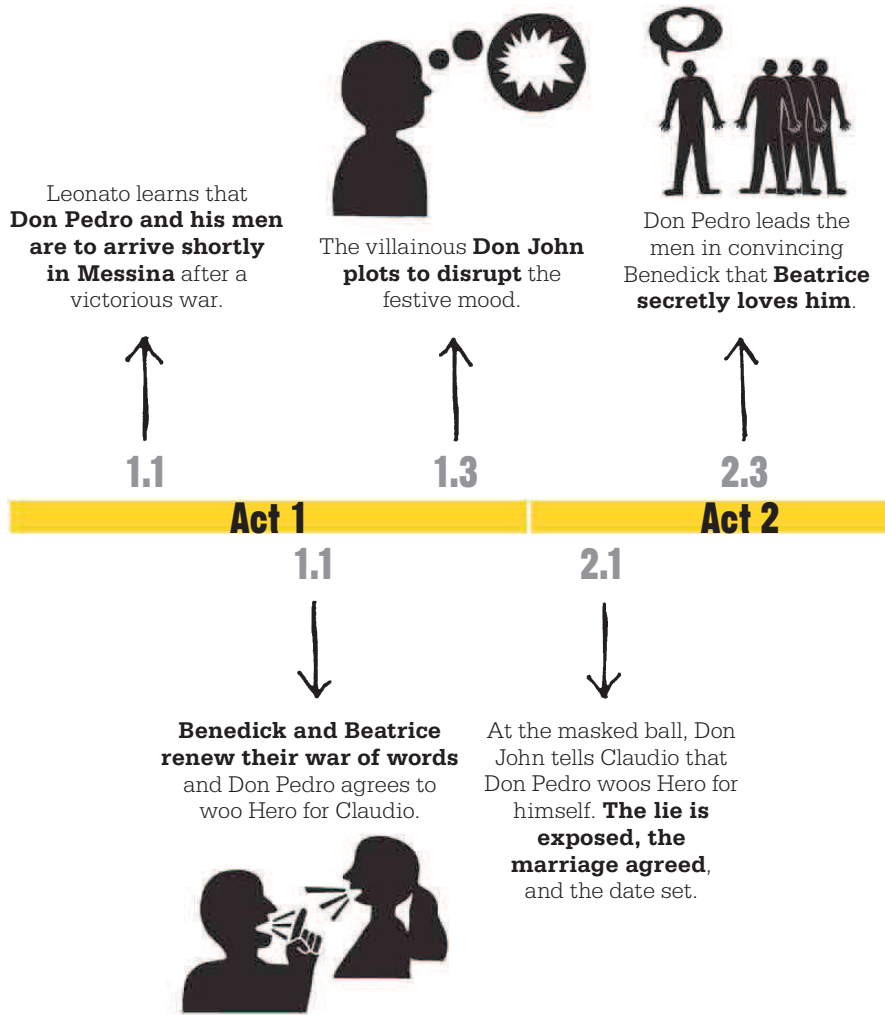 Leonato learns that
Don Pedro and his men
are to arrive shortly
in Messina after a
victorious war.
The villainous Don John
plots to disrupt the
festive mood.
Don Pedro leads the
men in convincing
Benedick that Beatrice
secretly loves him.
1.1
1.3
2.3
Act 1
Act 2
1.1
2.1
Benedick and Beatrice
renew their war of words
and Don Pedro agrees to
woo Hero for Claudio.
At the masked ball, Don
John tells Claudio that
Don Pedro woos Hero for
himself. The lie is
exposed, the
marriage agreed,
and the date set.